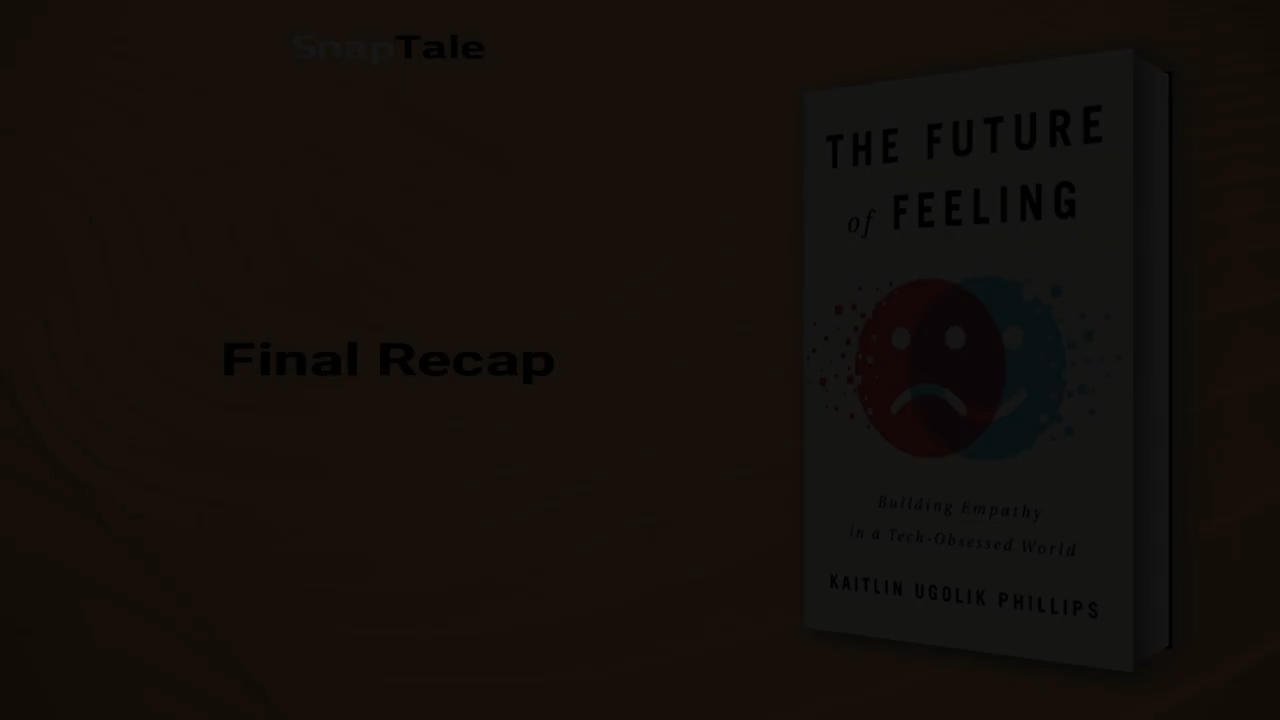 SnapTale
Final Recap
THE FUTURE
of FEELING
Building Empathy
in a Tech-Obsessed World
KAITLIN UGOLIK PHILLIPS